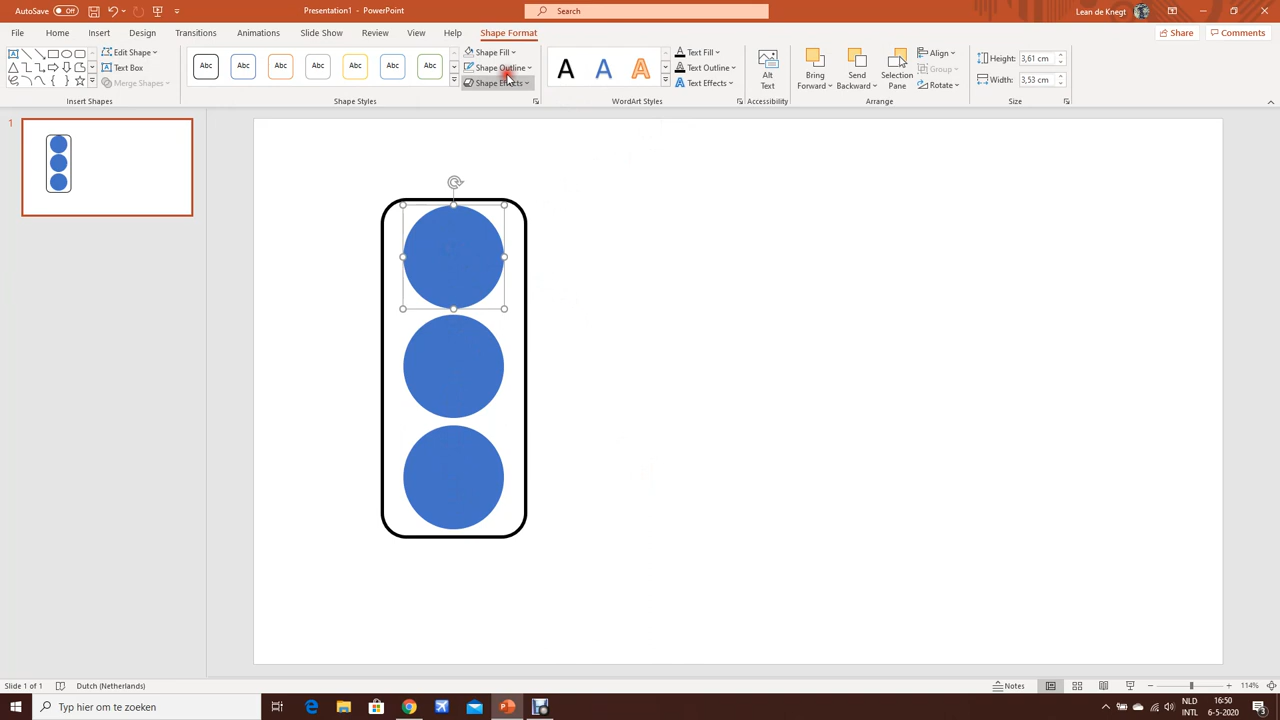 AutoSave Off
Presentation1 - PowerPoint
Search
Lean de Knegt
File Home Insert Design Transitions Animations Slide Show Review View Help Shape Format
Share Comments
Edit Shape
Text Box
Merge Shapes
Insert Shapes
Abc Abc Abc Abc Abc Abc Abc
Shape Styles
Shape Fill
Shape Outline
Shape Effects
A A A
WordArt Styles
Text Fill
Text Outline
Text Effects
Alt
Text
Accessibility
Bring
Forward
Send
Backward
Selection
Pane
Align
Group
Rotate
Arrange
Height: 3,61 cm
Width: 3,53 cm
Size
1
Slide 1 of 1 Dutch (Netherlands)
Notes
114%
Typ hier om te zoeken
NLD
INTL
16:50
6-5-2020
3